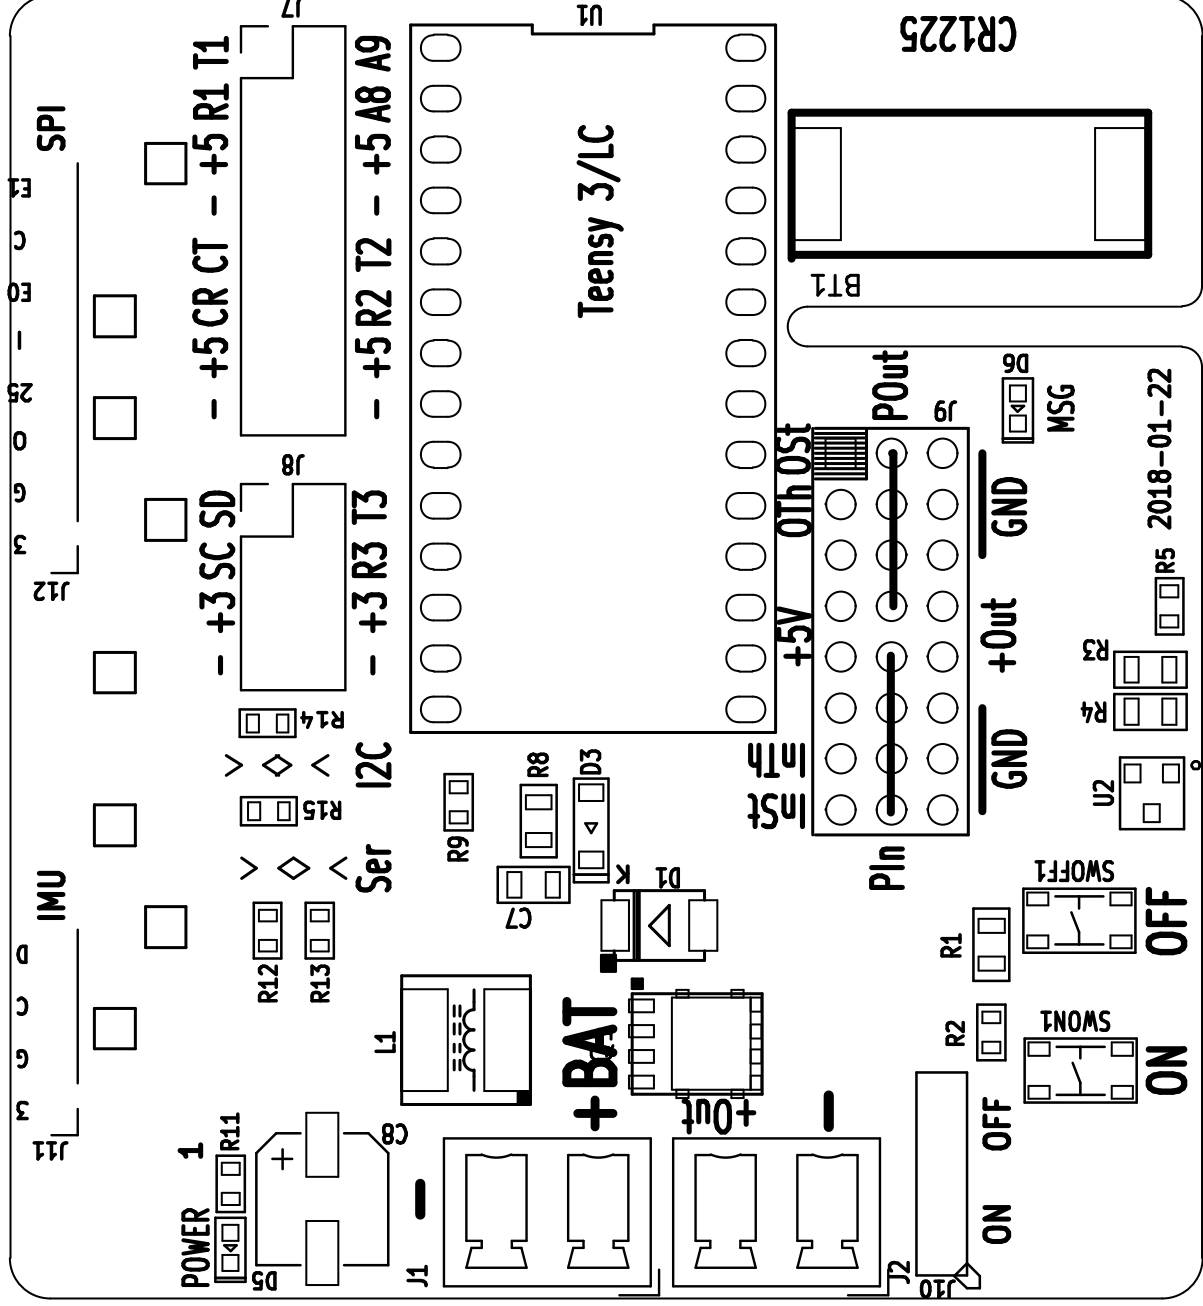 J7
U1
CR1225
T1
R1
+5
-
CT
CR
+5
-
A9
A8
+5
-
T2
R2
+5
-
SPI
E1
C
E0
-
25
O
G
3
J12
Teensy 3/LC
BT1
J8
SD
SC
+3
-
T3
R3
+3
-
D6
MSG
POut
J9
OSt
OTh
+5V
InTh
InSt
PIn
GND
+Out
GND
2018-01-22
R5
R3
R4
U2
R14
< ◇ >
I2C
R15
< ◇ >
Ser
R9
R8
D3
C7
K
D1
IMU
D
C
G
3
J11
R12
R13
L1
+ BAT
+Out
-
SWOFF1
OFF
R1
R2
SWON1
ON
1
R11
POWER
D5
+
C8
-
J1
J2
J10
OFF
ON